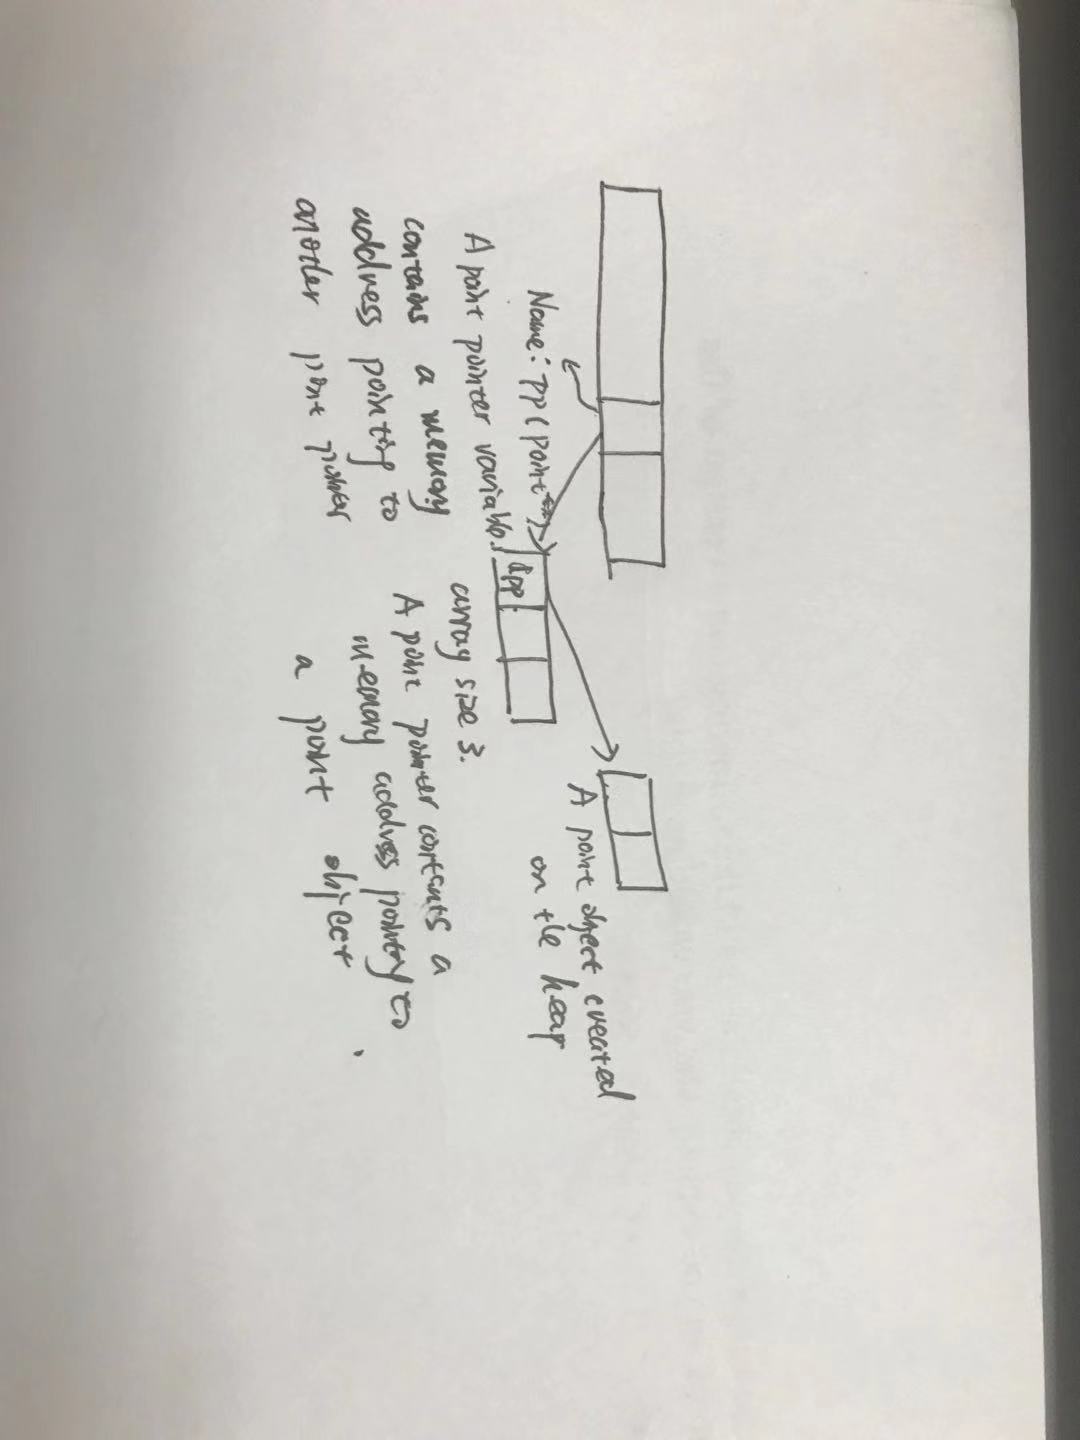 Name: PP (point**)
A point pointer variable.
contains a memory
address pointing to
another point pointer
&pp
array size 3.
A point pointer contants a
memory address pointing to
a point object
A point object created
on the heap